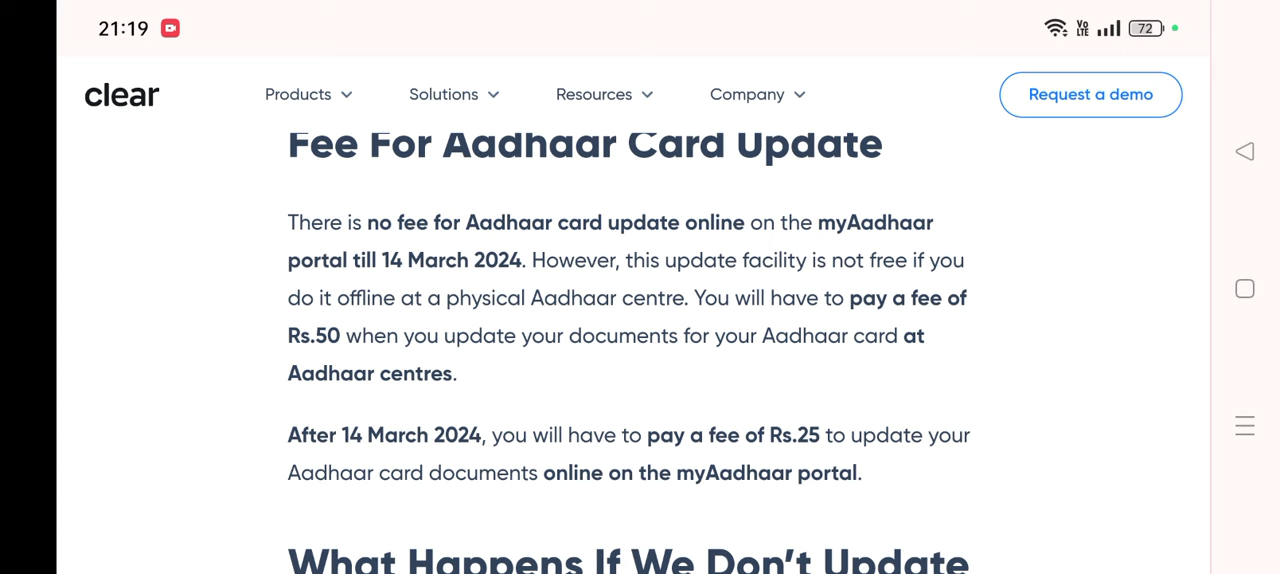 21:19
Vo
LTE
72
clear
Products
Solutions
Resources
Company
Request a demo
Fee For Aadhaar Card Update
There is no fee for Aadhaar card update online on the myAadhaar
portal till 14 March 2024. However, this update facility is not free if you
do it offline at a physical Aadhaar centre. You will have to pay a fee of
Rs.50 when you update your documents for your Aadhaar card at
Aadhaar centres.
After 14 March 2024, you will have to pay a fee of Rs.25 to update your
Aadhaar card documents online on the myAadhaar portal.
What Happens If We Don’t Update